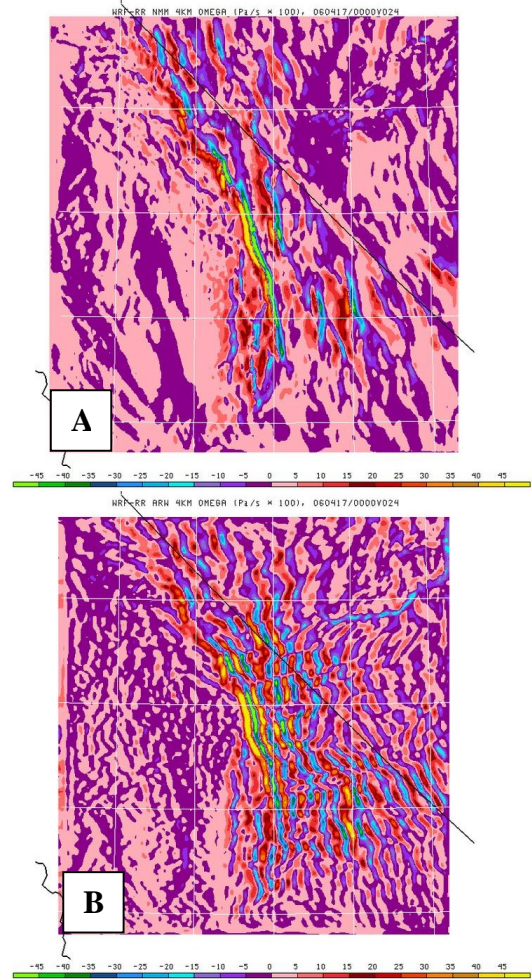 WRF-RR NMM 4KM OMEGA (Pa/s * 100), 060417/0000V024
A
-45 -40 -35 -30 -25 -20 -15 -10 -5 0 5 10 15 20 25 30 35 40 45
WRF-RR ARW 4KM OMEGA (Pa/s * 100), 060417/0000V024
B
-45 -40 -35 -30 -25 -20 -15 -10 -5 0 5 10 15 20 25 30 35 40 45